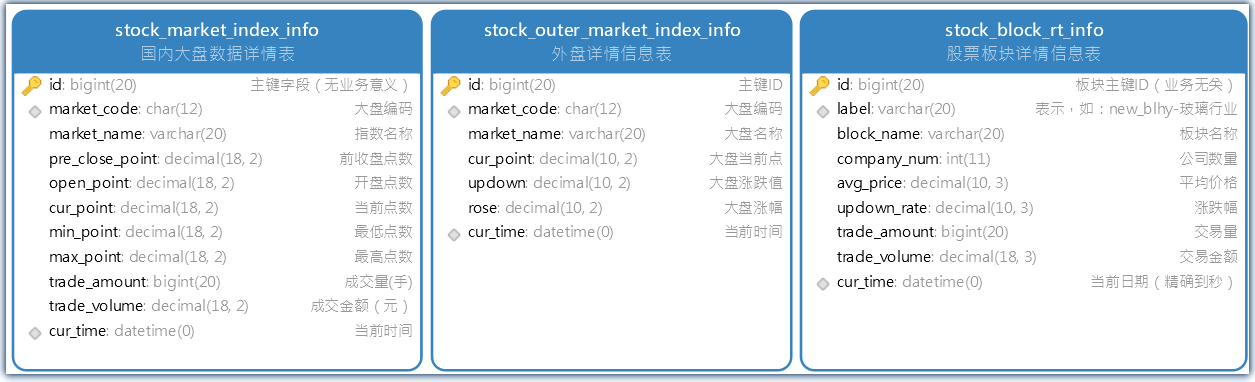 stock_market_index_info
国内大盘数据详情表
id: bigint(20) 主键字段（无业务意义）
market_code: char(12) 大盘编码
market_name: varchar(20) 指数名称
pre_close_point: decimal(18, 2) 前收盘点数
open_point: decimal(18, 2) 开盘点数
cur_point: decimal(18, 2) 当前点数
min_point: decimal(18, 2) 最低点数
max_point: decimal(18, 2) 最高点数
trade_amount: bigint(20) 成交量(手)
trade_volume: decimal(18, 2) 成交金额（元）
cur_time: datetime(0) 当前时间
stock_outer_market_index_info
外盘详情信息表
id: bigint(20) 主键ID
market_code: char(12) 大盘编码
market_name: varchar(20) 大盘名称
cur_point: decimal(10, 2) 大盘当前点
updown: decimal(10, 2) 大盘涨跌值
rose: decimal(10, 2) 大盘涨幅
cur_time: datetime(0) 当前时间
stock_block_rt_info
股票板块详情信息表
id: bigint(20) 板块主键ID（业务无关）
label: varchar(20) 表示，如：new_blhy-玻璃行业
block_name: varchar(20) 板块名称
company_num: int(11) 公司数量
avg_price: decimal(10, 3) 平均价格
updown_rate: decimal(10, 3) 涨跌幅
trade_amount: bigint(20) 交易量
trade_volume: decimal(18, 3) 交易金额
cur_time: datetime(0) 当前日期（精确到秒）